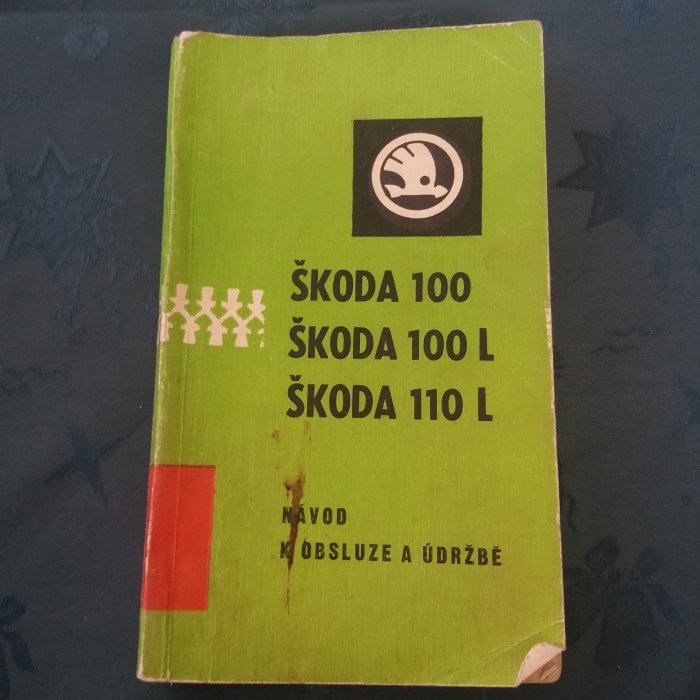 ŠKODA 100
ŠKODA 100 L
ŠKODA 110 L
NÁVOD
K OBSLUZE A ÚDRŽBĚ